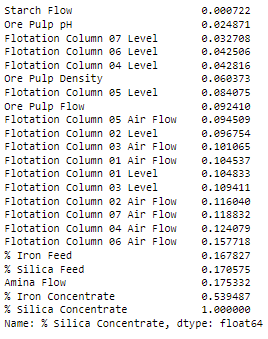 Starch Flow 0.000722
Ore Pulp pH 0.024871
Flotation Column 07 Level 0.032708
Flotation Column 06 Level 0.042506
Flotation Column 04 Level 0.042816
Ore Pulp Density 0.060373
Flotation Column 05 Level 0.084075
Ore Pulp Flow 0.092410
Flotation Column 05 Air Flow 0.094509
Flotation Column 02 Level 0.096754
Flotation Column 03 Air Flow 0.101065
Flotation Column 01 Air Flow 0.104537
Flotation Column 01 Level 0.104833
Flotation Column 03 Level 0.109411
Flotation Column 02 Air Flow 0.116040
Flotation Column 07 Air Flow 0.118832
Flotation Column 04 Air Flow 0.124079
Flotation Column 06 Air Flow 0.157718
% Iron Feed 0.167827
% Silica Feed 0.170575
Amina Flow 0.175332
% Iron Concentrate 0.539487
% Silica Concentrate 1.000000
Name: % Silica Concentrate, dtype: float64